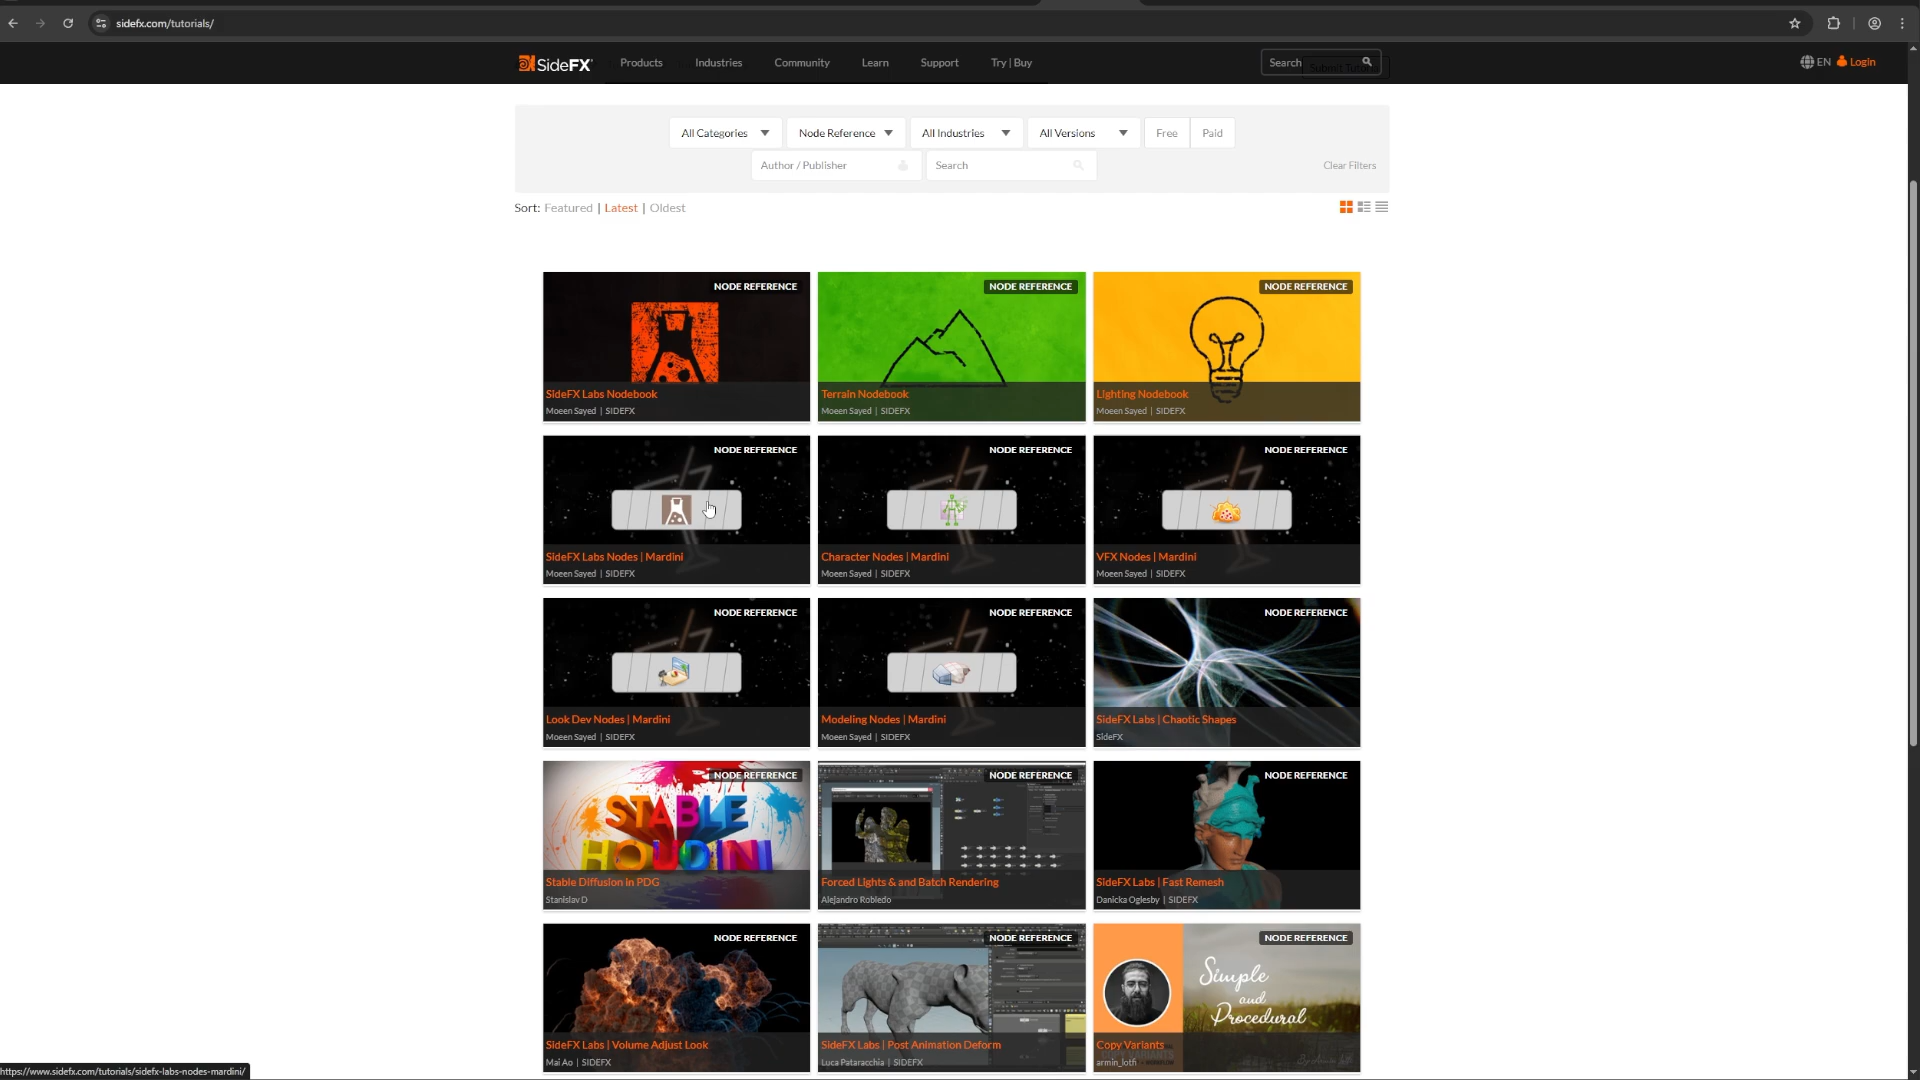 sidefx.com/tutorials/
SideFX
Products
Industries
Community
Learn
Support
Try | Buy
Search
EN
Login
All Categories
Node Reference
All Industries
All Versions
Free
Paid
Author / Publisher
Search
Clear Filters
Sort: Featured | Latest | Oldest
NODE REFERENCE
SideFX Labs Nodebook
Moeen Sayed | SIDEFX
NODE REFERENCE
Terrain Nodebook
Moeen Sayed | SIDEFX
NODE REFERENCE
Lighting Nodebook
Moeen Sayed | SIDEFX
NODE REFERENCE
SideFX Labs Nodes | Mardini
Moeen Sayed | SIDEFX
NODE REFERENCE
Character Nodes | Mardini
Moeen Sayed | SIDEFX
NODE REFERENCE
VFX Nodes | Mardini
Moeen Sayed | SIDEFX
NODE REFERENCE
Look Dev Nodes | Mardini
Moeen Sayed | SIDEFX
NODE REFERENCE
Modeling Nodes | Mardini
Moeen Sayed | SIDEFX
NODE REFERENCE
SideFX Labs | Chaotic Shapes
SideFX
NODE REFERENCE
STABLE
HOUDINI
Stable Diffusion in PDG
Stanislav D
NODE REFERENCE
Forced Lights & and Batch Rendering
Alejandro Robledo
NODE REFERENCE
SideFX Labs | Fast Remesh
Danicka Oglesby | SIDEFX
NODE REFERENCE
SideFX Labs | Volume Adjust Look
Mai Ao | SIDEFX
NODE REFERENCE
SideFX Labs | Post Animation Deform
Luca Pataracchia | SIDEFX
NODE REFERENCE
Simple
and
Procedural
Copy Variants
armin_lotfi
https://www.sidefx.com/tutorials/sidefx-labs-nodes-mardini/